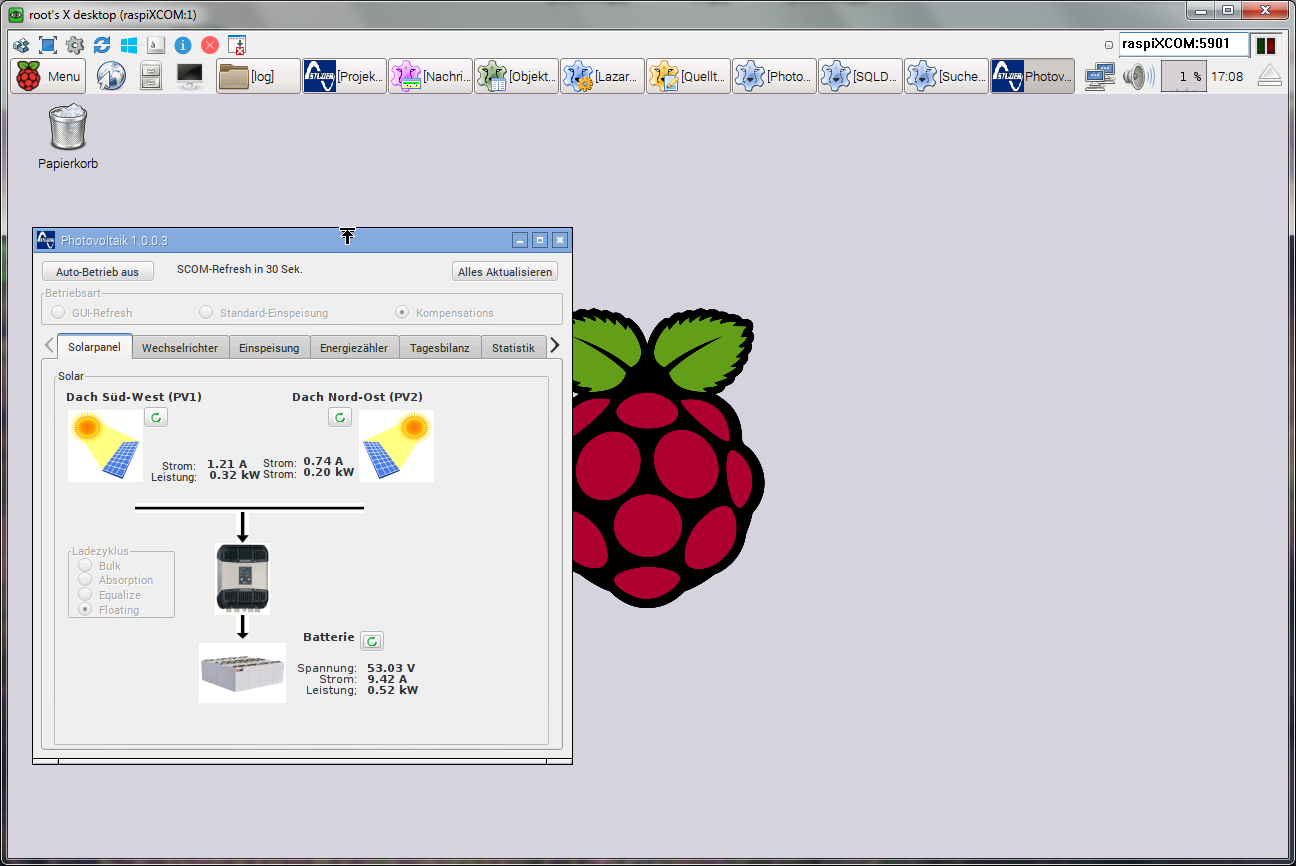 root's X desktop (raspiXCOM:1)
raspiXCOM:5901
Menu
[log]
[Projek...
[Nachri...
[Objekt...
[Lazar...
[Quellt...
[Photo...
[SQLD...
[Suche...
Photov...
1 %
17:08
Papierkorb
Photovoltaik 1.0.0.3
Auto-Betrieb aus
SCOM-Refresh in 30 Sek.
Alles Aktualisieren
Betriebsart
GUI-Refresh
Standard-Einspeisung
Kompensations
Solarpanel
Wechselrichter
Einspeisung
Energiezähler
Tagesbilanz
Statistik
Solar
Dach Süd-West (PV1)
Dach Nord-Ost (PV2)
Strom: 1.21 A
Leistung: 0.32 kW
Strom: 0.74 A
Strom: 0.20 kW
Ladezyklus
Bulk
Absorption
Equalize
Floating
Batterie
Spannung: 53.03 V
Strom: 9.42 A
Leistung; 0.52 kW